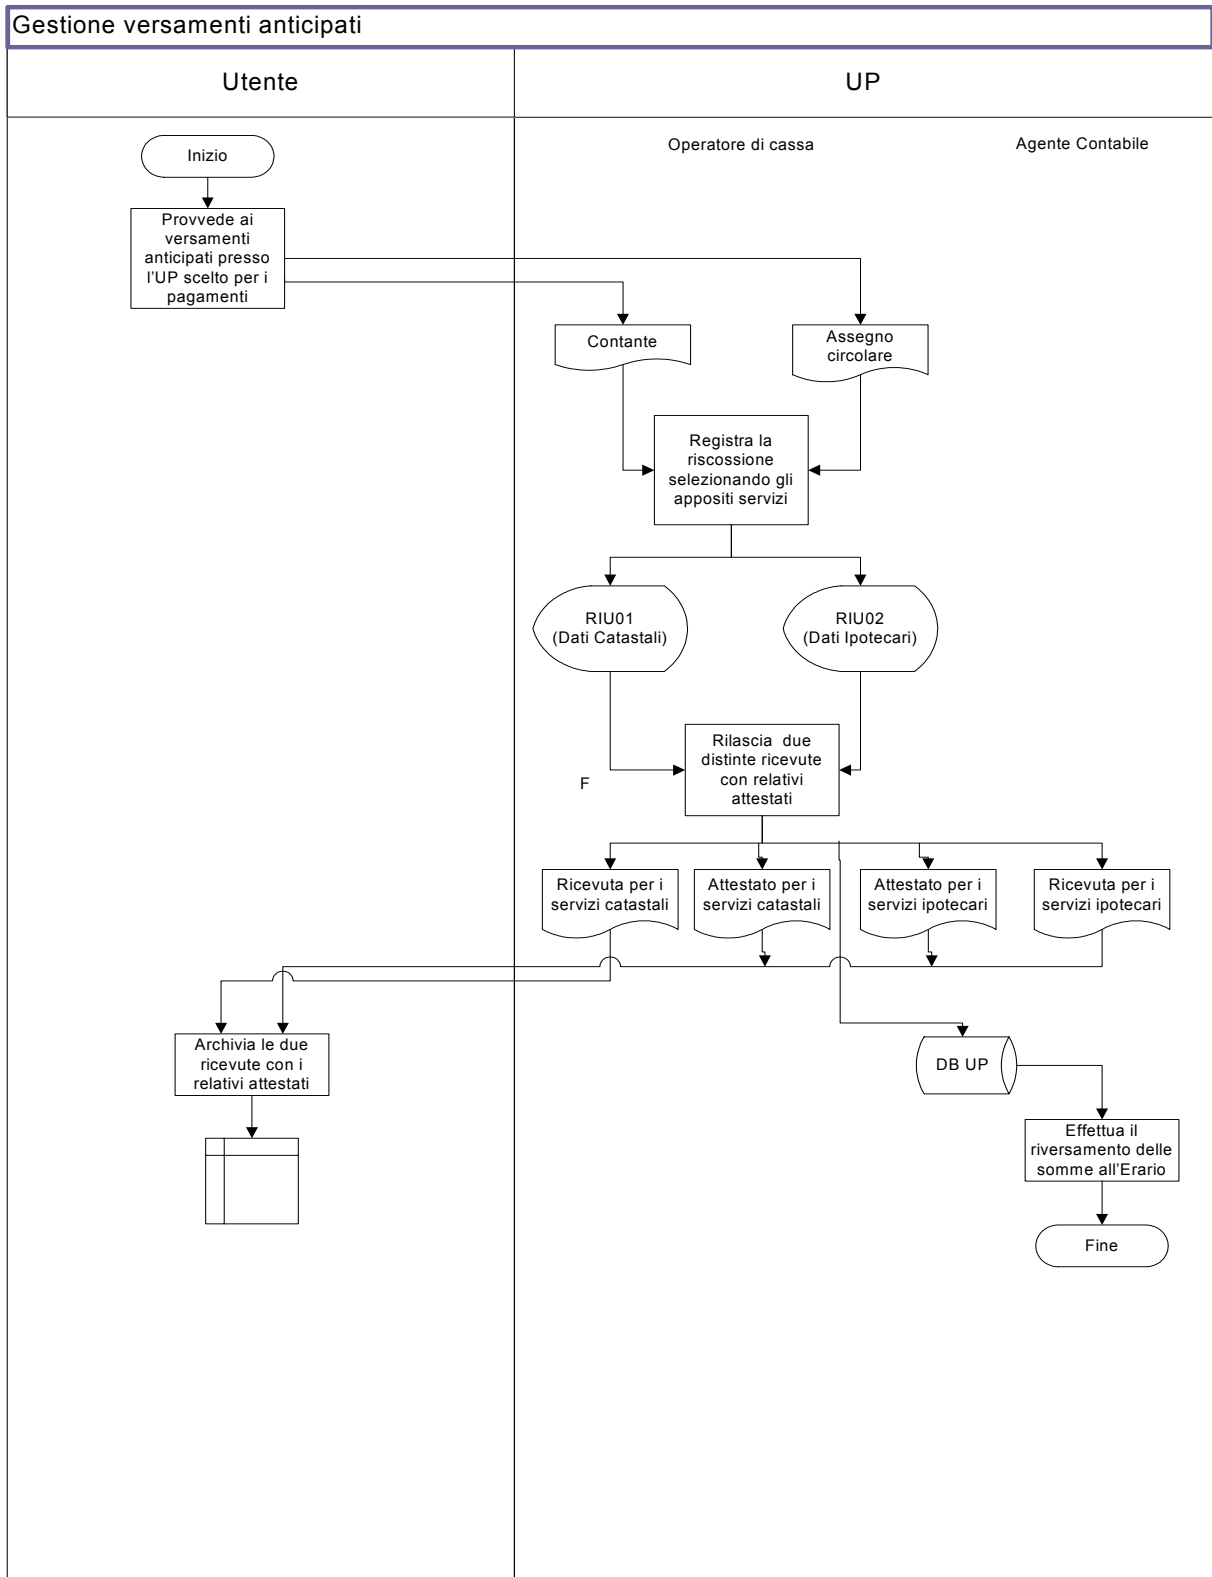 Gestione versamenti anticipati
Utente
UP
Operatore di cassa
Agente Contabile
Inizio
Provvede ai
versamenti
anticipati presso
l'UP scelto per i
pagamenti
Contante
Assegno
circolare
Registra la
riscossione
selezionando gli
appositi servizi
RIU01
(Dati Catastali)
RIU02
(Dati Ipotecari)
Rilascia due
distinte ricevute
con relativi
attestati
F
Ricevuta per i
servizi catastali
Attestato per i
servizi catastali
Attestato per i
servizi ipotecari
Ricevuta per i
servizi ipotecari
Archivia le due
ricevute con i
relativi attestati
DB UP
Effettua il
riversamento delle
somme all'Erario
Fine